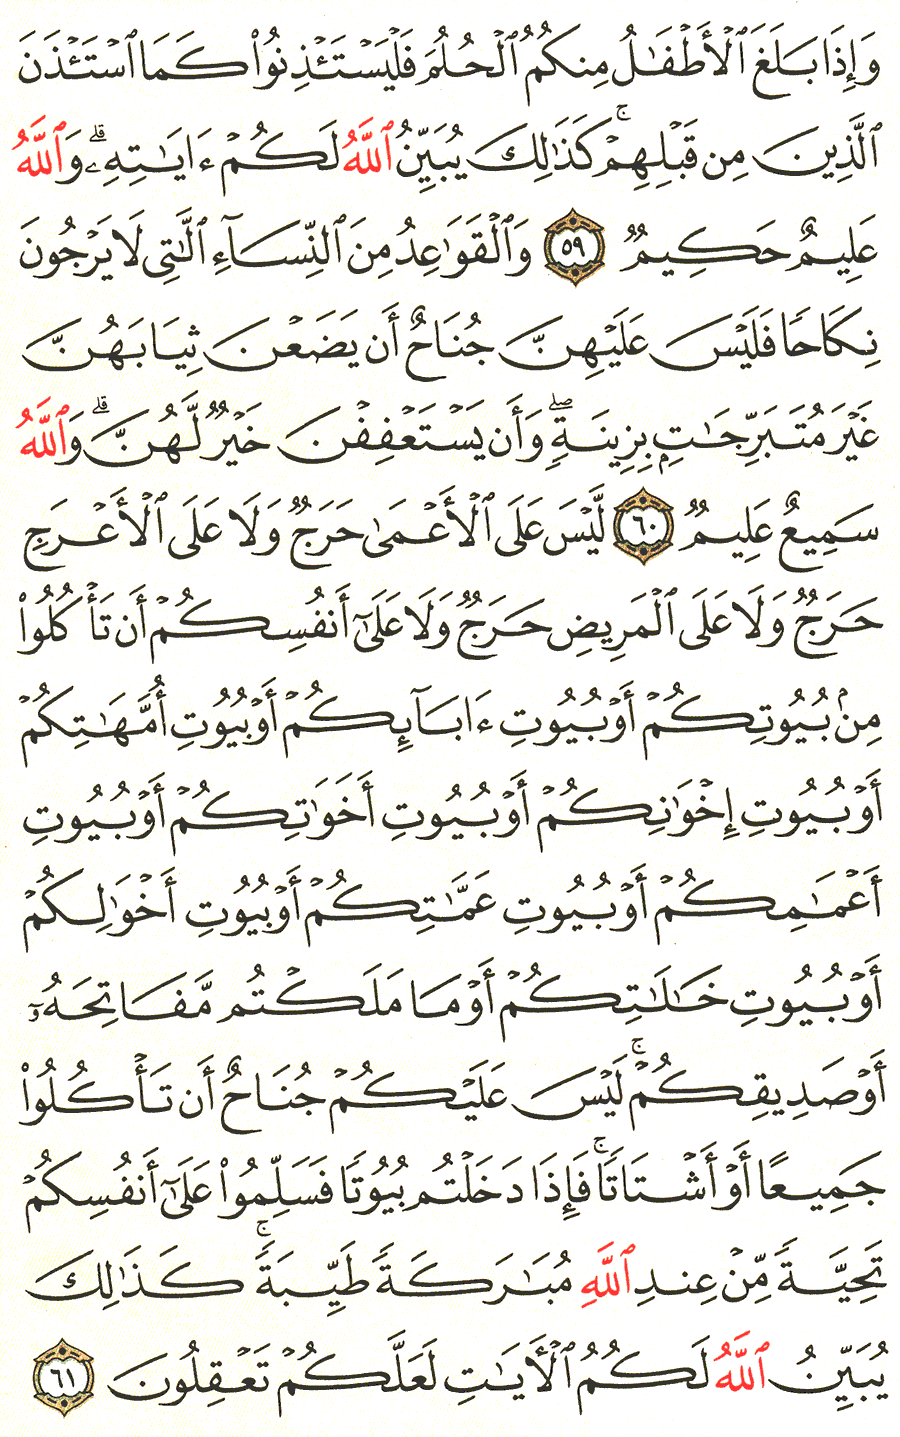 وَإِذَا بَلَغَ ٱلْأَطْفَٰلُ مِنكُمُ ٱلْحُلُمَ فَلْيَسْتَـْٔذِنُوا۟ كَمَا ٱسْتَـْٔذَنَ
ٱلَّذِينَ مِن قَبْلِهِمْ ۚ كَذَٰلِكَ يُبَيِّنُ ٱللَّهُ لَكُمْ ءَايَٰتِهِۦ ۗ وَٱللَّهُ
عَلِيمٌ حَكِيمٌ ٥٩ وَٱلْقَوَٰعِدُ مِنَ ٱلنِّسَآءِ ٱلَّٰتِى لَا يَرْجُونَ
نِكَاحًا فَلَيْسَ عَلَيْهِنَّ جُنَاحٌ أَن يَضَعْنَ ثِيَابَهُنَّ
غَيْرَ مُتَبَرِّجَٰتٍۭ بِزِينَةٍ ۖ وَأَن يَسْتَعْفِفْنَ خَيْرٌ لَّهُنَّ ۗ وَٱللَّهُ
سَمِيعٌ عَلِيمٌ ٦٠ لَّيْسَ عَلَى ٱلْأَعْمَىٰ حَرَجٌ وَلَا عَلَى ٱلْأَعْرَجِ
حَرَجٌ وَلَا عَلَى ٱلْمَرِيضِ حَرَجٌ وَلَا عَلَىٰٓ أَنفُسِكُمْ أَن تَأْكُلُوا۟
مِنۢ بُيُوتِكُمْ أَوْ بُيُوتِ ءَابَآئِكُمْ أَوْ بُيُوتِ أُمَّهَٰتِكُمْ
أَوْ بُيُوتِ إِخْوَٰنِكُمْ أَوْ بُيُوتِ أَخَوَٰتِكُمْ أَوْ بُيُوتِ
أَعْمَٰمِكُمْ أَوْ بُيُوتِ عَمَّٰتِكُمْ أَوْ بُيُوتِ أَخْوَٰلِكُمْ
أَوْ بُيُوتِ خَٰلَٰتِكُمْ أَوْ مَا مَلَكْتُم مَّفَاتِحَهُۥٓ
أَوْ صَدِيقِكُمْ ۚ لَيْسَ عَلَيْكُمْ جُنَاحٌ أَن تَأْكُلُوا۟
جَمِيعًا أَوْ أَشْتَاتًا ۚ فَإِذَا دَخَلْتُم بُيُوتًا فَسَلِّمُوا۟ عَلَىٰٓ أَنفُسِكُمْ
تَحِيَّةً مِّنْ عِندِ ٱللَّهِ مُبَٰرَكَةً طَيِّبَةً ۚ كَذَٰلِكَ
يُبَيِّنُ ٱللَّهُ لَكُمُ ٱلْـَٔايَٰتِ لَعَلَّكُمْ تَعْقِلُونَ ٦١